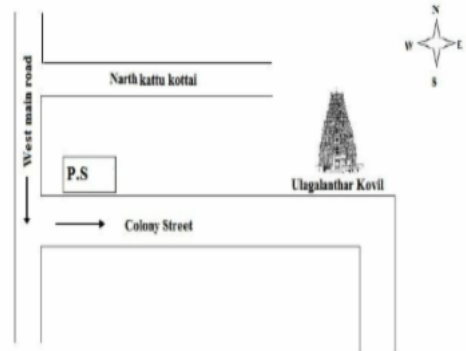 N
W E
S
Narth kattu kottai
West main road
P.S
Ulagalanthar Kovil
Colony Street